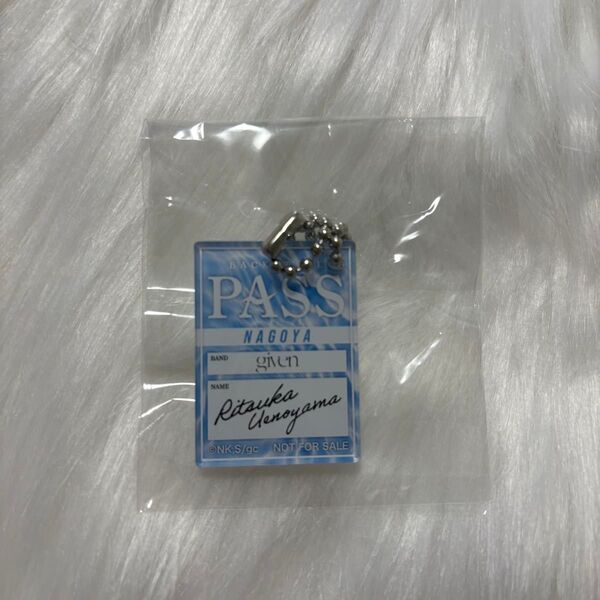 PASS
NAGOYA
BAND
given
NAME
Ritsuka
Uenoyama
©NK,S/gc NOT FOR SALE